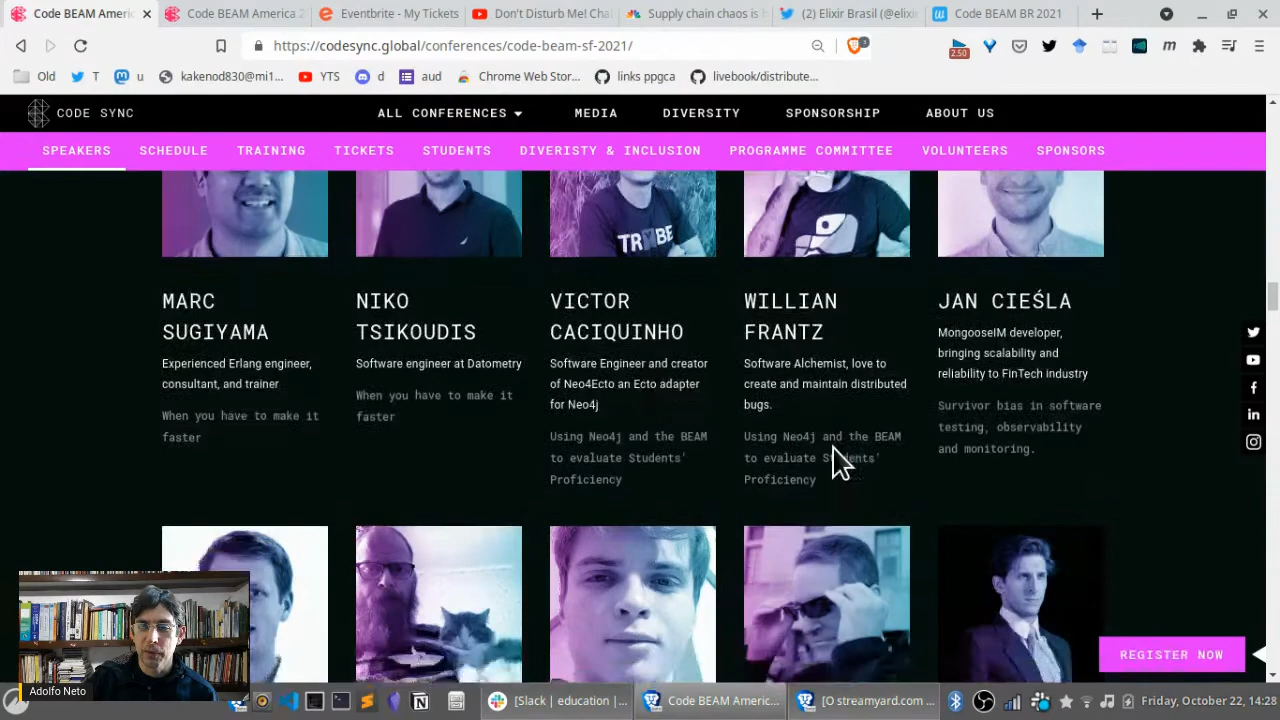 Code BEAM America
Code BEAM America 2
Eventbrite - My Tickets
Don't Disturb Me! Cha
Supply chain chaos is
(2) Elixir Brasil (@elixir
Code BEAM BR 2021
https://codesync.global/conferences/code-beam-sf-2021/
3
2.50
m
Old
T
u
kakenod830@mi1...
YTS
d
aud
Chrome Web Stor...
links ppgca
livebook/distribute...
CODE SYNC
ALL CONFERENCES
MEDIA
DIVERSITY
SPONSORSHIP
ABOUT US
SPEAKERS
SCHEDULE
TRAINING
TICKETS
STUDENTS
DIVERISTY & INCLUSION
PROGRAMME COMMITTEE
VOLUNTEERS
SPONSORS
MARC
SUGIYAMA
Experienced Erlang engineer,
consultant, and trainer
When you have to make it
faster
NIKO
TSIKOUDIS
Software engineer at Datometry
When you have to make it
faster
VICTOR
CACIQUINHO
Software Engineer and creator
of Neo4Ecto an Ecto adapter
for Neo4j
Using Neo4j and the BEAM
to evaluate Students'
Proficiency
WILLIAN
FRANTZ
Software Alchemist, love to
create and maintain distributed
bugs.
Using Neo4j and the BEAM
to evaluate Students'
Proficiency
JAN CIEŚLA
MongooseIM developer,
bringing scalability and
reliability to FinTech industry
Survivor bias in software
testing, observability
and monitoring.
REGISTER NOW
Adolfo Neto
[Slack | education |...
Code BEAM Americ...
[O streamyard.com ...
Friday, October 22, 14:28